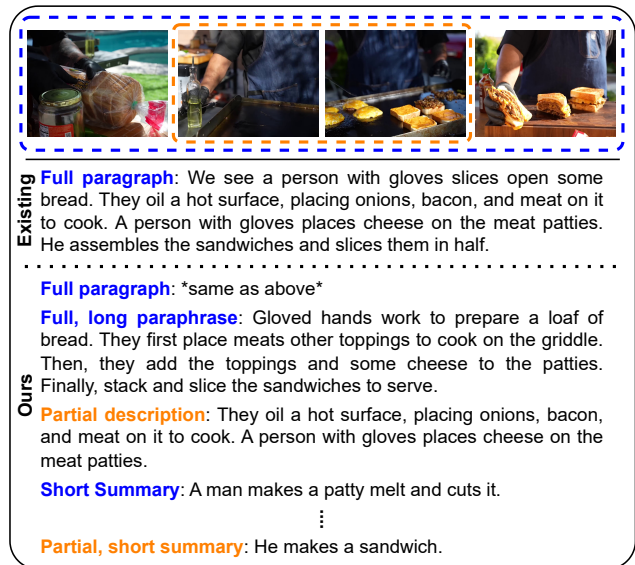 Existing
Full paragraph: We see a person with gloves slices open some
bread. They oil a hot surface, placing onions, bacon, and meat on it
to cook. A person with gloves places cheese on the meat patties.
He assembles the sandwiches and slices them in half.
Ours
Full paragraph: *same as above*
Full, long paraphrase: Gloved hands work to prepare a loaf of
bread. They first place meats other toppings to cook on the griddle.
Then, they add the toppings and some cheese to the patties.
Finally, stack and slice the sandwiches to serve.
Partial description: They oil a hot surface, placing onions, bacon,
and meat on it to cook. A person with gloves places cheese on the
meat patties.
Short Summary: A man makes a patty melt and cuts it.
Partial, short summary: He makes a sandwich.